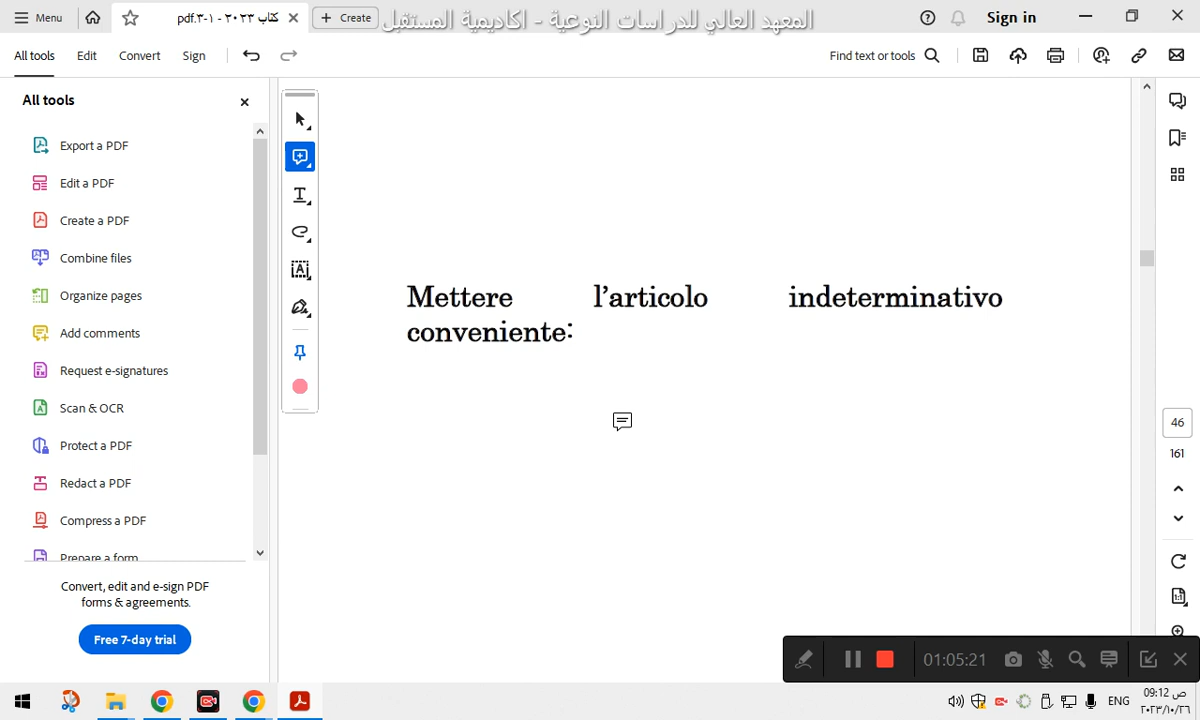 Menu
كتاب ٢٠٢٣ - ١-٣.pdf
Create
المعهد العالي للدراسات النوعية - اكاديمية المستقبل
Sign in
All tools
Edit
Convert
Sign
Find text or tools
All tools
Export a PDF
Edit a PDF
Create a PDF
Combine files
Organize pages
Add comments
Request e-signatures
Scan & OCR
Protect a PDF
Redact a PDF
Compress a PDF
Prepare a form
Convert, edit and e-sign PDF
forms & agreements.
Free 7-day trial
Mettere l’articolo indeterminativo
conveniente:
46
161
01:05:21
ENG
09:12 ص
٢٠٢٣/١٠/٢٦